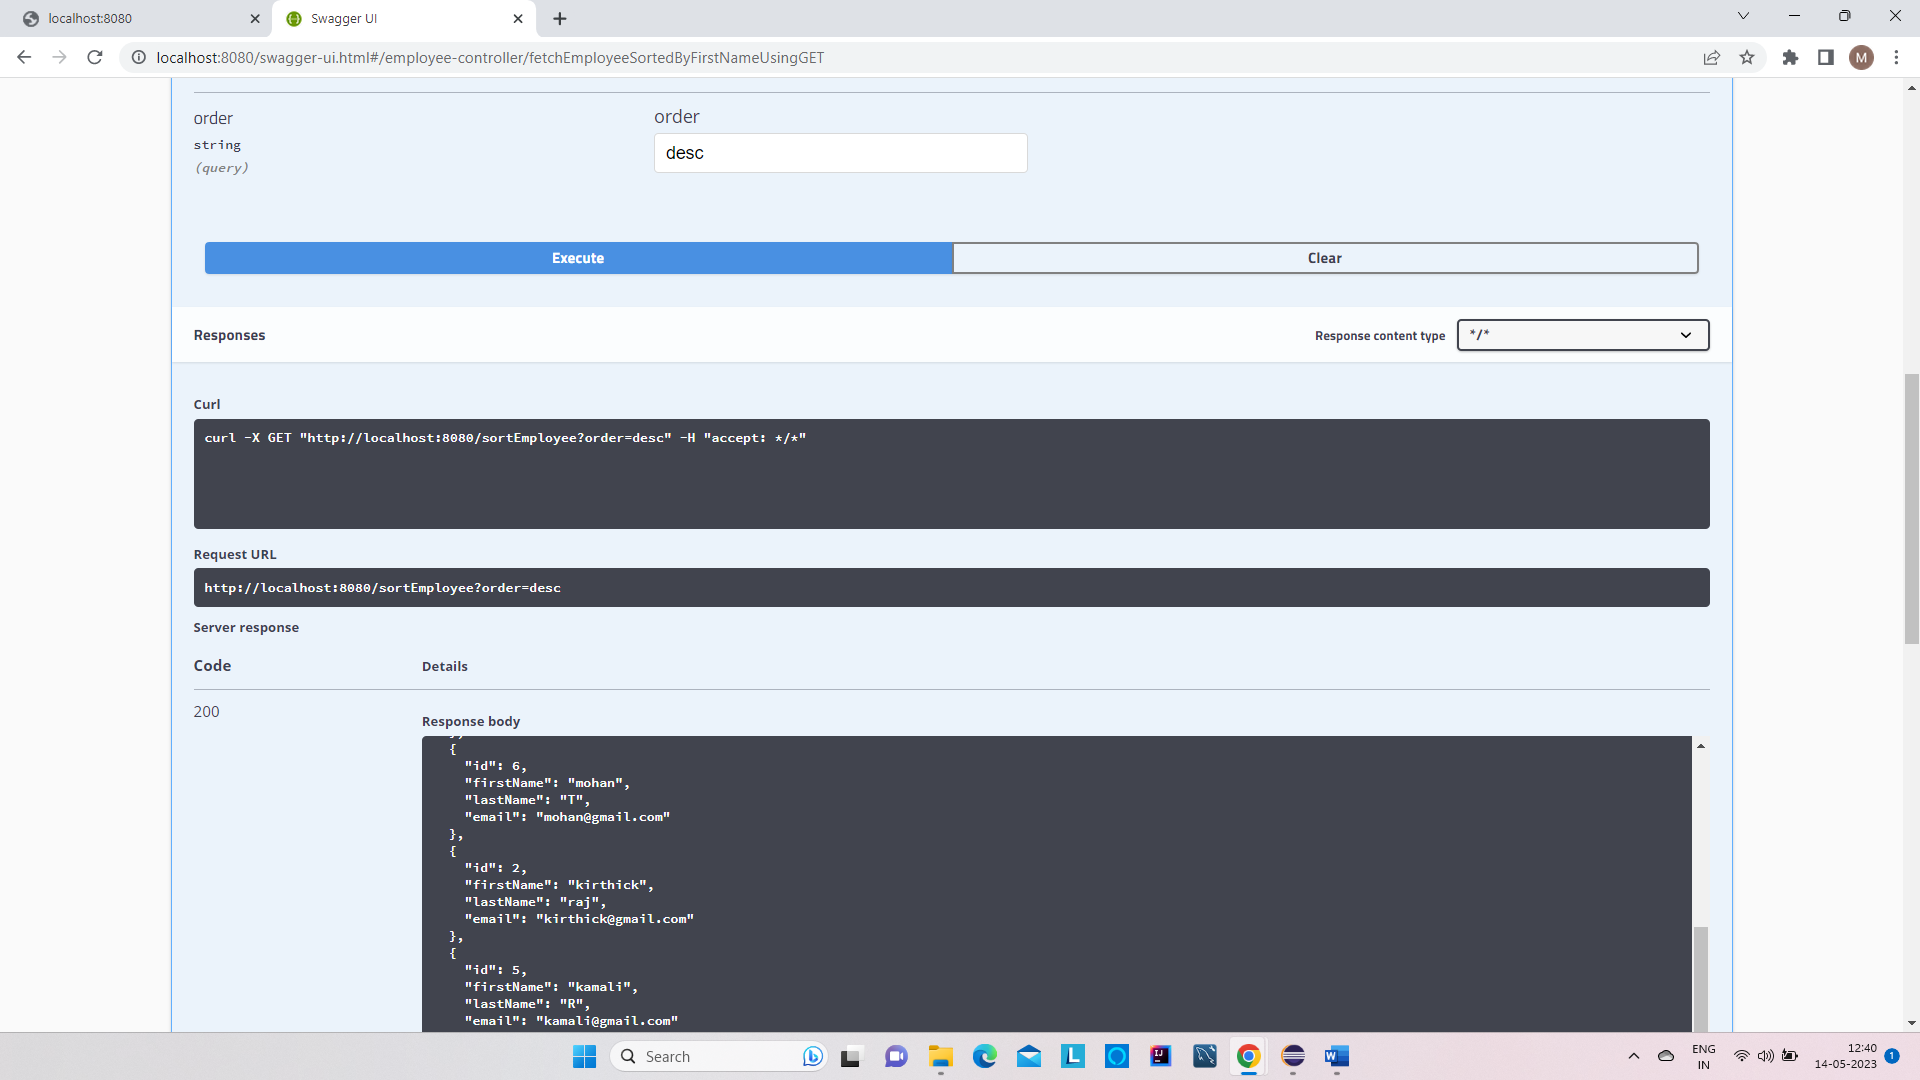 localhost:8080
Swagger UI
localhost:8080/swagger-ui.html#/employee-controller/fetchEmployeeSortedByFirstNameUsingGET
M
order
string
(query)
order
desc
Execute
Clear
Responses
Response content type
*/*
Curl
curl -X GET "http://localhost:8080/sortEmployee?order=desc" -H "accept: */*"
Request URL
http://localhost:8080/sortEmployee?order=desc
Server response
Code
Details
200
Response body
},
{
"id": 6,
"firstName": "mohan",
"lastName": "T",
"email": "mohan@gmail.com"
},
{
"id": 2,
"firstName": "kirthick",
"lastName": "raj",
"email": "kirthick@gmail.com"
},
{
"id": 5,
"firstName": "kamali",
"lastName": "R",
"email": "kamali@gmail.com"
Search
L
IJ
W
ENG
IN
12:40
14-05-2023
1